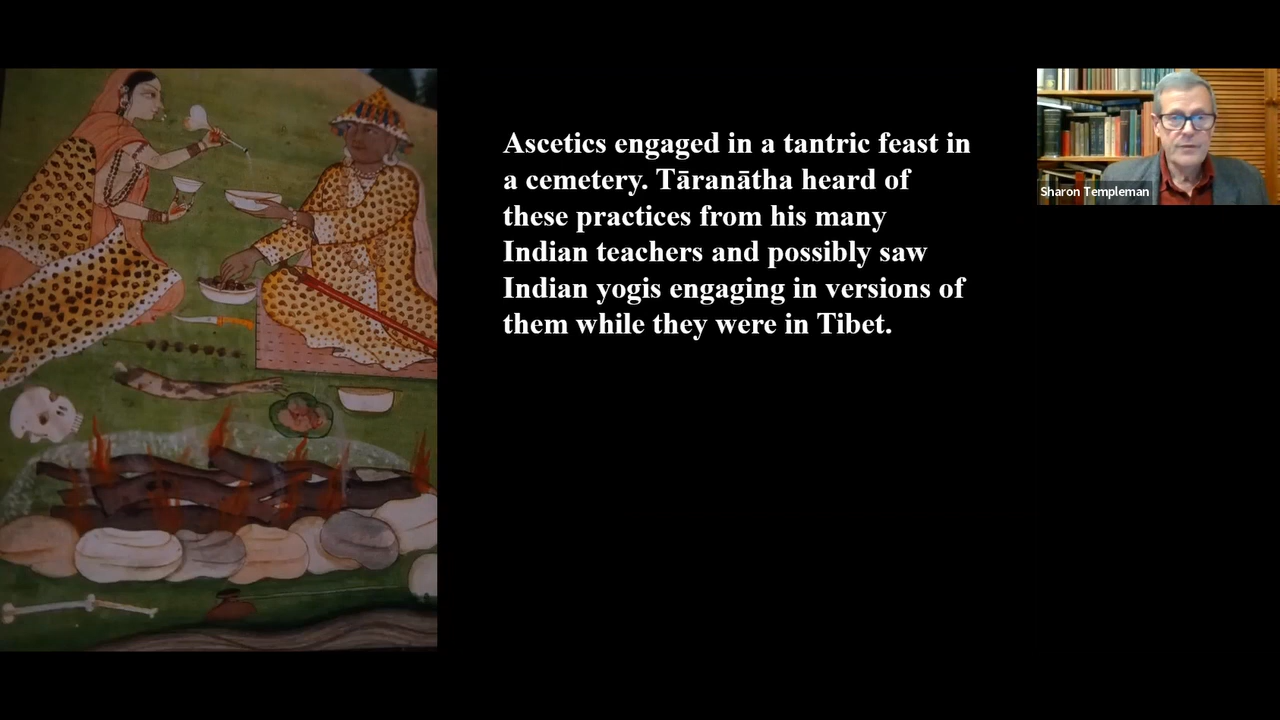 Ascetics engaged in a tantric feast in
a cemetery. Tāranātha heard of
these practices from his many
Indian teachers and possibly saw
Indian yogis engaging in versions of
them while they were in Tibet.
Sharon Templeman